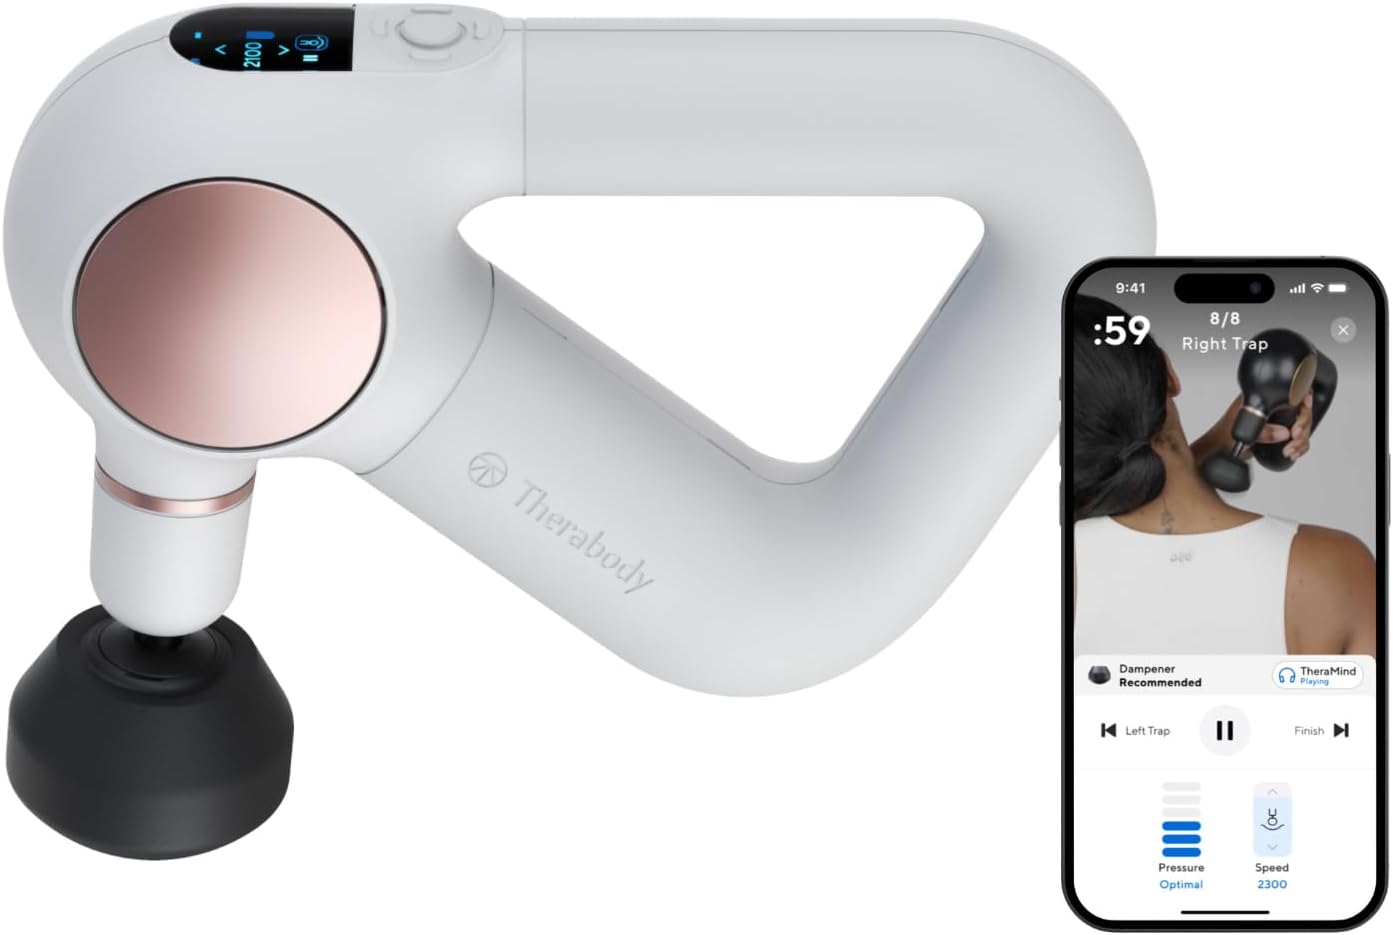 2100
Therabody
9:41
:59
8/8
Right Trap
Dampener
Recommended
TheraMind
Playing
Left Trap
Finish
Pressure
Optimal
Speed
2300